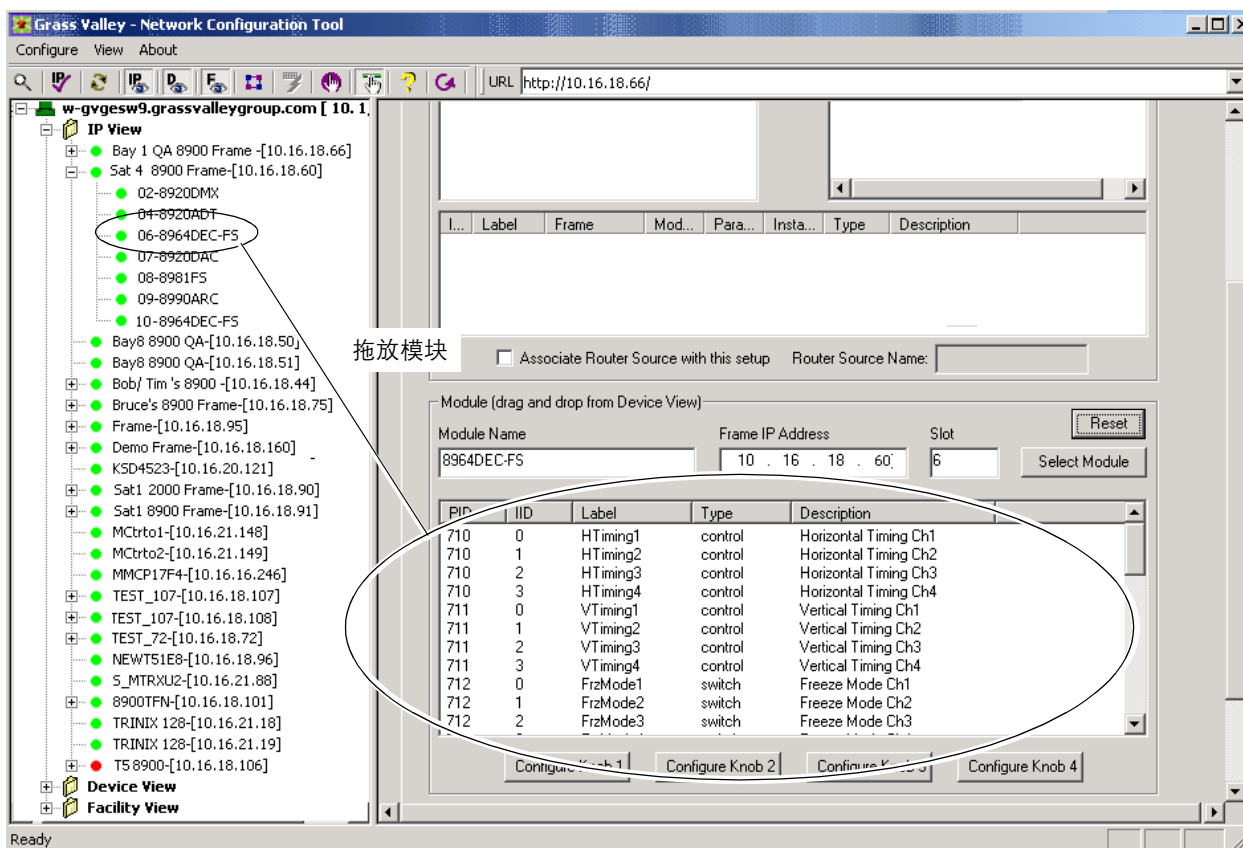 Grass Valley - Network Configuration Tool
Configure View About
URL http://10.16.18.66/
w-gvgesw9.grassvalleygroup.com [ 10. 1
IP View
Bay 1 QA 8900 Frame -[10.16.18.66]
Sat 4 8900 Frame-[10.16.18.60]
02-8920DMX
04-8920ADT
06-8964DEC-FS
07-8920DAC
08-8981FS
09-8990ARC
10-8964DEC-FS
Bay8 8900 QA-[10.16.18.50]
Bay8 8900 QA-[10.16.18.51]
Bob/ Tim 's 8900 -[10.16.18.44]
Bruce's 8900 Frame-[10.16.18.75]
Frame-[10.16.18.95]
Demo Frame-[10.16.18.160]
KSD4523-[10.16.20.121]
Sat1 2000 Frame-[10.16.18.90]
Sat1 8900 Frame-[10.16.18.91]
MCtrto1-[10.16.21.148]
MCtrto2-[10.16.21.149]
MMCP17F4-[10.16.16.246]
TEST_107-[10.16.18.107]
TEST_107-[10.16.18.108]
TEST_72-[10.16.18.72]
NEWT51E8-[10.16.18.96]
S_MTRXU2-[10.16.21.88]
8900TFN-[10.16.18.101]
TRINIX 128-[10.16.21.18]
TRINIX 128-[10.16.21.19]
T5 8900-[10.16.18.106]
Device View
Facility View
拖放模块
I... Label Frame Mod... Para... Insta... Type Description
Associate Router Source with this setup Router Source Name:
Module (drag and drop from Device View)
Reset
Module Name Frame IP Address Slot
8964DEC-FS 10 . 16 . 18 . 60 6 Select Module
PID IID Label Type Description
710 0 HTiming1 control Horizontal Timing Ch1
710 1 HTiming2 control Horizontal Timing Ch2
710 2 HTiming3 control Horizontal Timing Ch3
710 3 HTiming4 control Horizontal Timing Ch4
711 0 VTiming1 control Vertical Timing Ch1
711 1 VTiming2 control Vertical Timing Ch2
711 2 VTiming3 control Vertical Timing Ch3
711 3 VTiming4 control Vertical Timing Ch4
712 0 FrzMode1 switch Freeze Mode Ch1
712 1 FrzMode2 switch Freeze Mode Ch2
712 2 FrzMode3 switch Freeze Mode Ch3
Configure Knob 1 Configure Knob 2 Configure Knob 3 Configure Knob 4
Ready